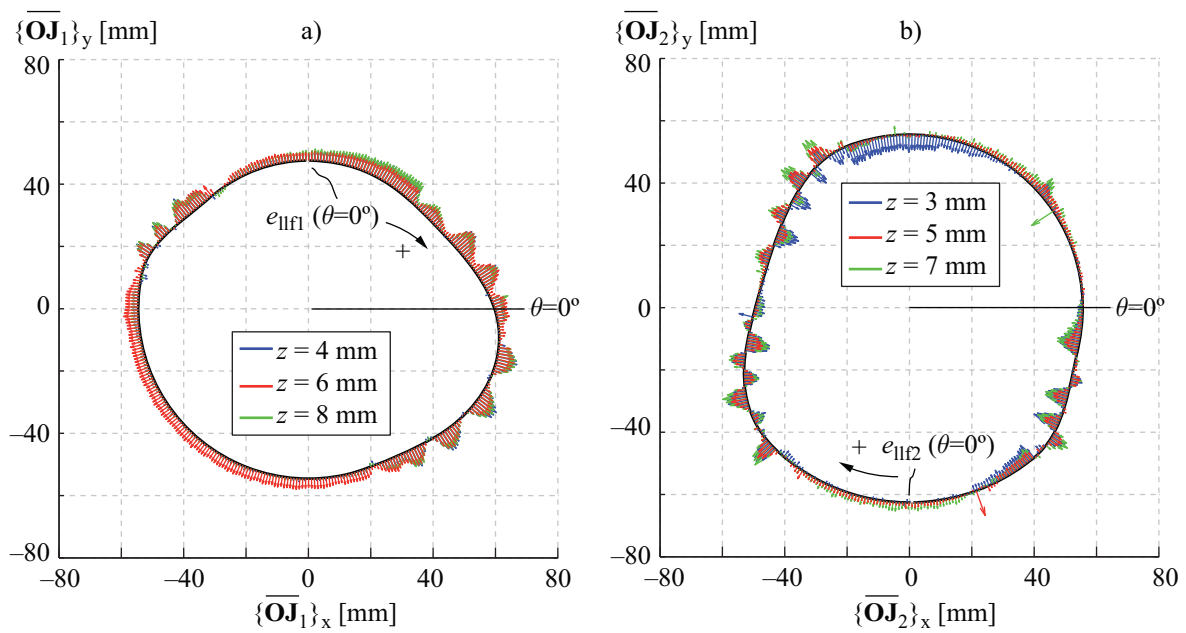 {OJ₁}y [mm]
a)
80
40
0
–40
–80
–80
–40
0
40
80
{OJ₁}x [mm]
e_llf1 (θ=0º)
+
θ=0º
z = 4 mm
z = 6 mm
z = 8 mm
{OJ₂}y [mm]
b)
80
40
0
–40
–80
–80
–40
0
40
80
{OJ₂}x [mm]
z = 3 mm
z = 5 mm
z = 7 mm
θ=0º
+ e_llf2 (θ=0º)